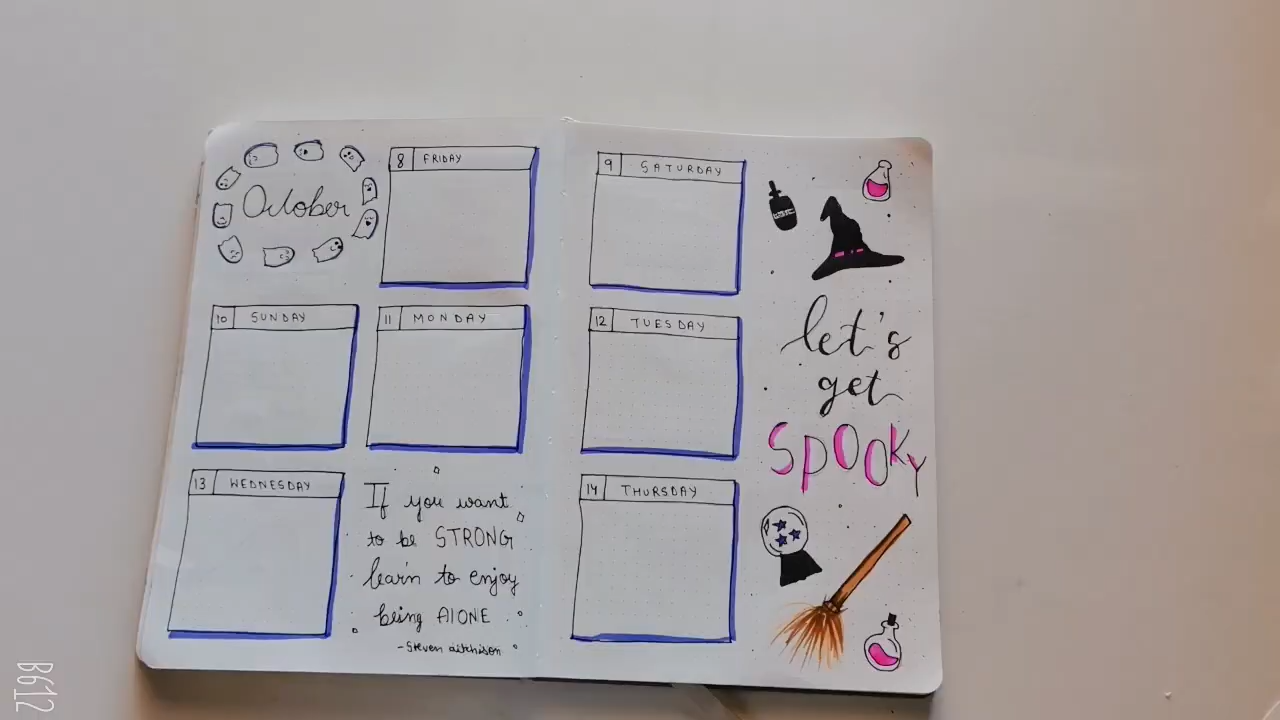 October
8 FRIDAY
9 SATURDAY
10 SUNDAY
11 MONDAY
12 TUESDAY
13 WEDNESDAY
If you want
to be STRONG
learn to enjoy
being AlONE
-Steven aitchison
14 THURSDAY
let's
get
SPOOKY
B612